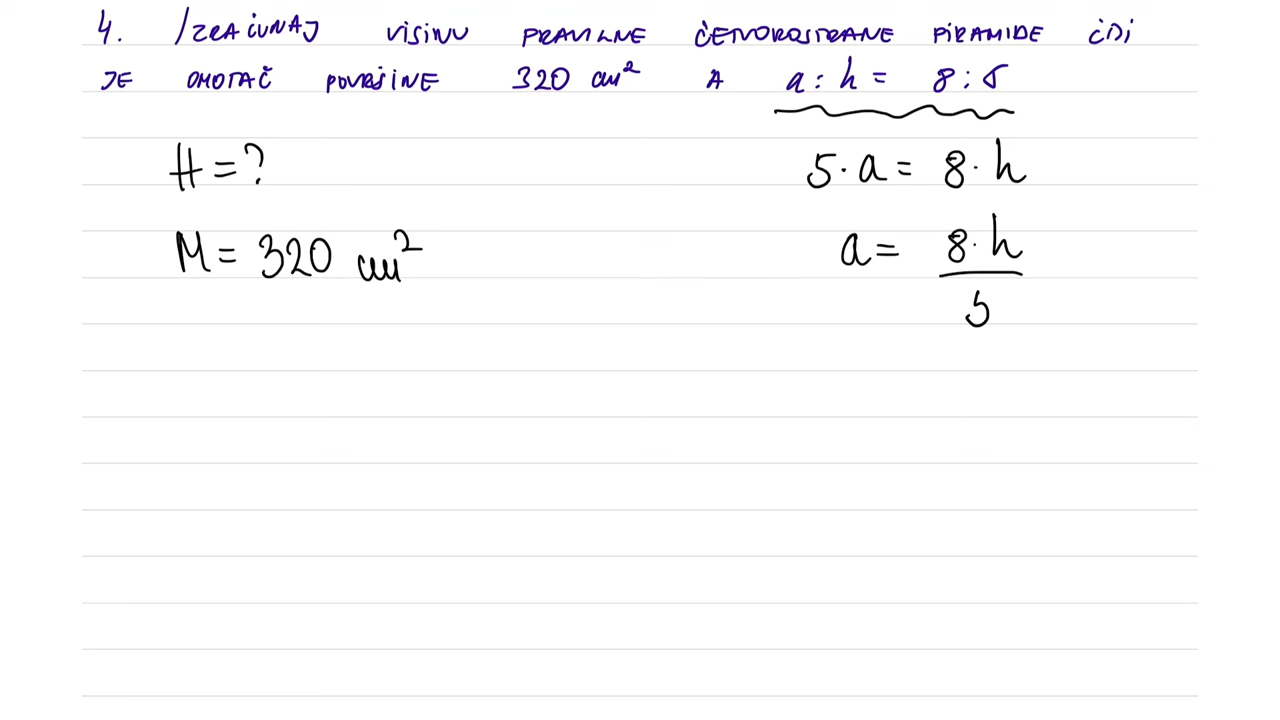 4. IZRAČUNAJ VISINU PRAVILNE ČETVOROSTRANE PIRAMIDE ČIJI
JE OMOTAČ POVRŠINE 320 cm² A a : h = 8 : 5
H = ?
5 · a = 8 · h
M = 320 cm²
a = 8 · h
5